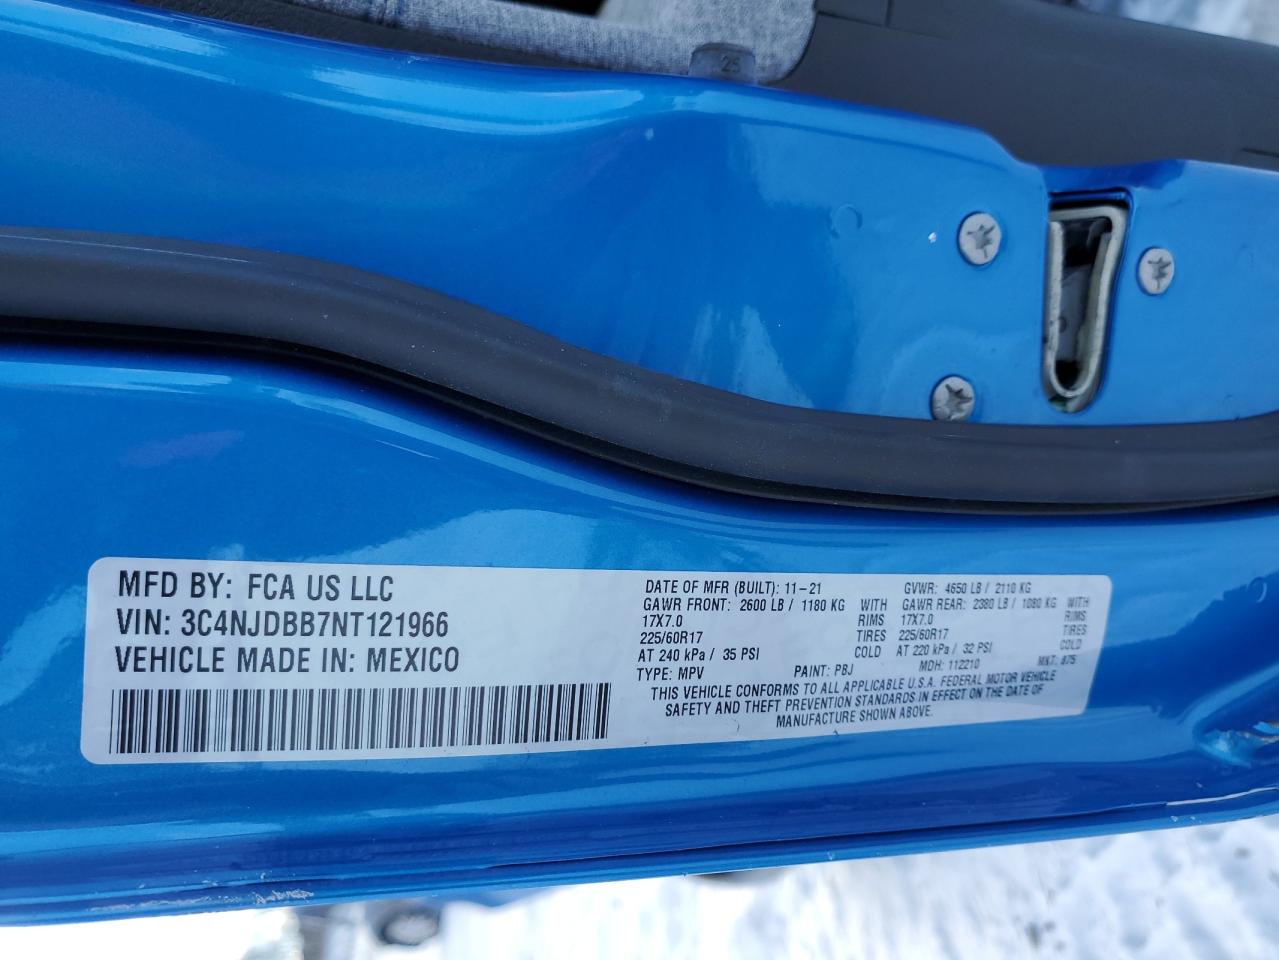 25
MFD BY: FCA US LLC
VIN: 3C4NJDBB7NT121966
VEHICLE MADE IN: MEXICO
DATE OF MFR (BUILT): 11-21 GVWR: 4650 LB / 2110 KG
GAWR FRONT: 2600 LB / 1180 KG WITH GAWR REAR: 2380 LB / 1080 KG WITH
17X7.0 RIMS 17X7.0 RIMS
225/60R17 TIRES 225/60R17 TIRES
AT 240 kPa / 35 PSI COLD AT 220 kPa / 32 PSI COLD
TYPE: MPV PAINT: PBJ MDH: 112210 MKT: 875
THIS VEHICLE CONFORMS TO ALL APPLICABLE U.S.A. FEDERAL MOTOR VEHICLE
SAFETY AND THEFT PREVENTION STANDARDS IN EFFECT ON THE DATE OF
MANUFACTURE SHOWN ABOVE.